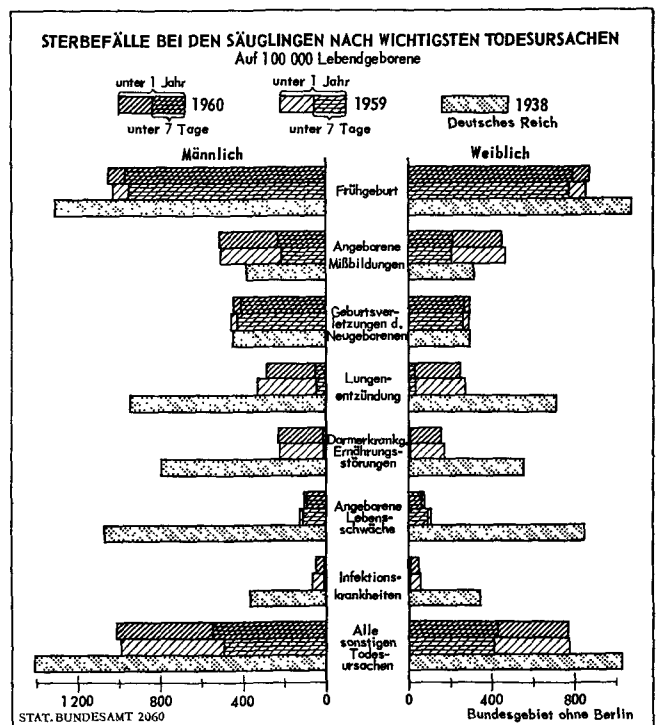 STERBEFÄLLE BEI DEN SÄUGLINGEN NACH WICHTIGSTEN TODESURSACHEN
Auf 100 000 Lebendgeborene
unter 1 Jahr
1960
unter 7 Tage
unter 1 Jahr
1959
unter 7 Tage
1938
Deutsches Reich
Männlich
Weiblich
Frühgeburt
Angeborene
Mißbildungen
Geburtsver-
letzungen d.
Neugeborenen
Lungen-
entzündung
Darmerkrankg.
Ernährungs-
störungen
Angeborene
Lebens-
schwäche
Infektions-
krankheiten
Alle
sonstigen
Todes-
ursachen
1 200 800 400 0 0 400 800
STAT. BUNDESAMT 2060
Bundesgebiet ohne Berlin